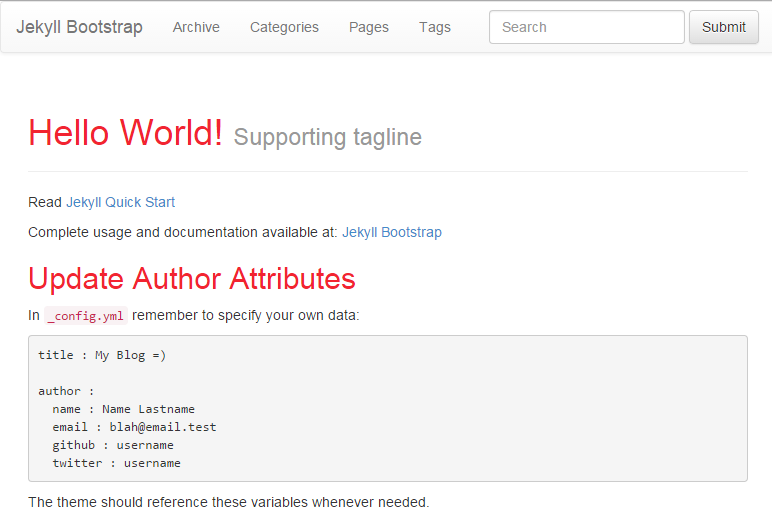 Jekyll Bootstrap Archive Categories Pages Tags Search Submit
Hello World! Supporting tagline
Read Jekyll Quick Start
Complete usage and documentation available at: Jekyll Bootstrap
Update Author Attributes
In _config.yml remember to specify your own data:
title : My Blog =)
author :
name : Name Lastname
email : blah@email.test
github : username
twitter : username
The theme should reference these variables whenever needed.